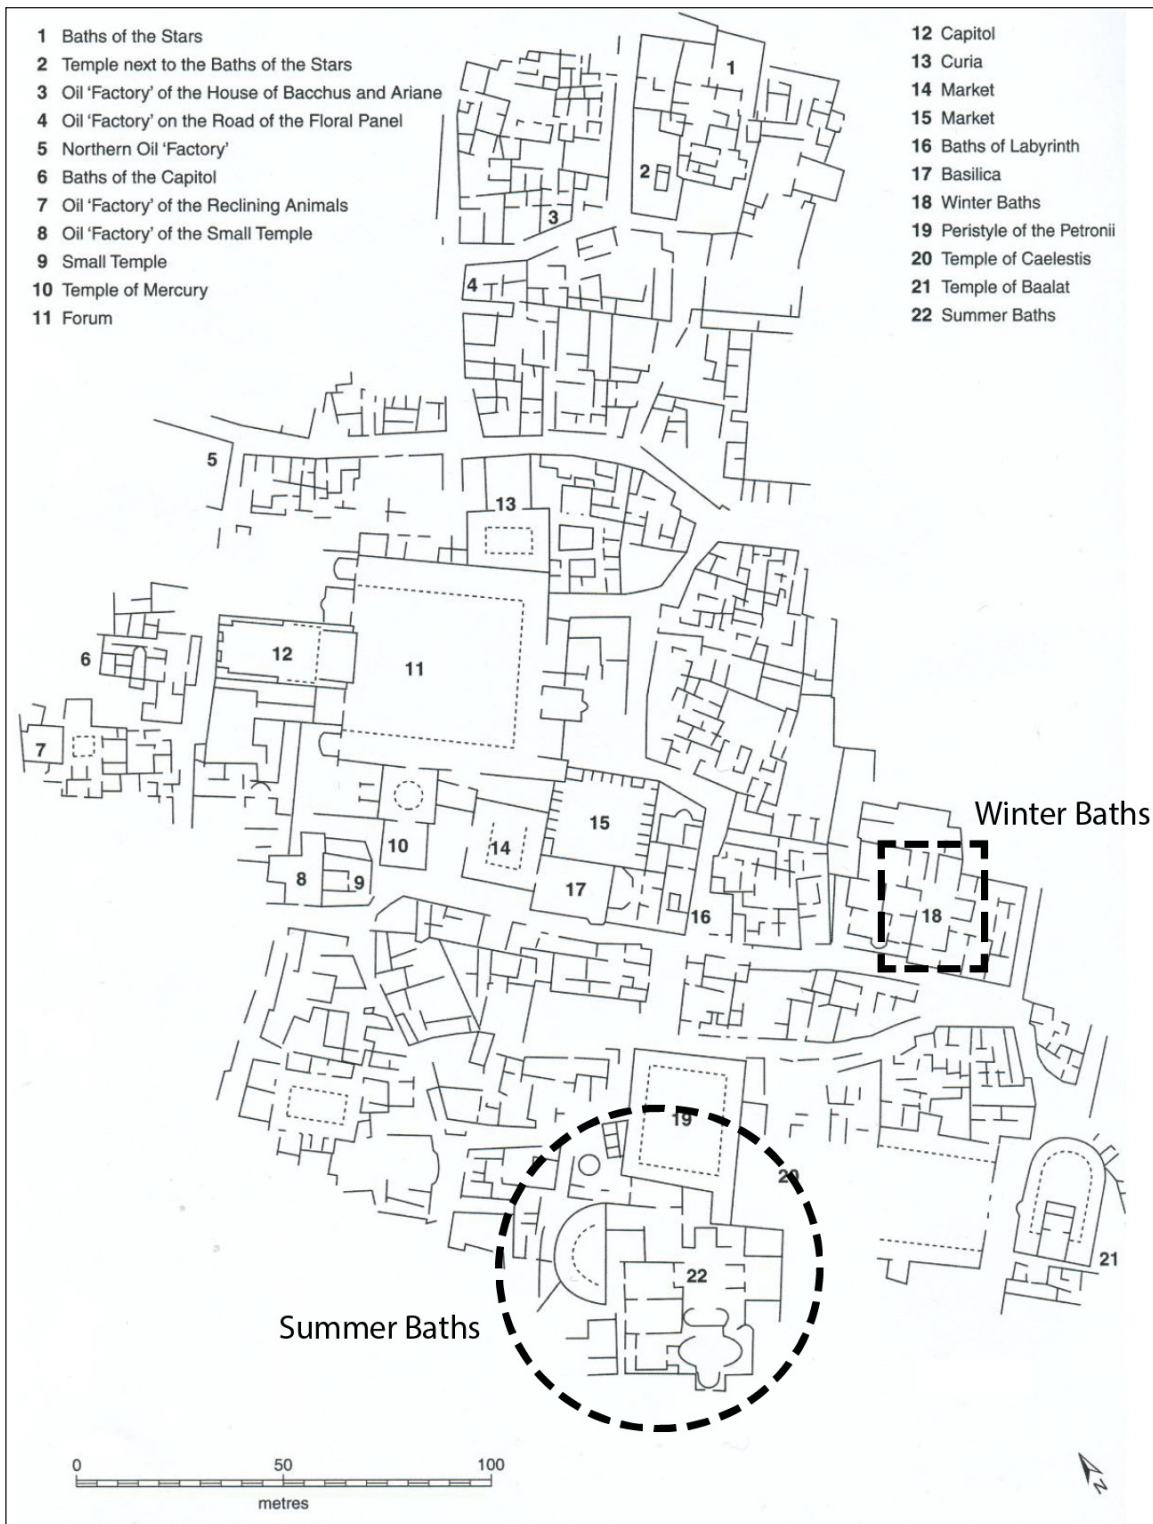 1 Baths of the Stars
2 Temple next to the Baths of the Stars
3 Oil ‘Factory’ of the House of Bacchus and Ariane
4 Oil ‘Factory’ on the Road of the Floral Panel
5 Northern Oil ‘Factory’
6 Baths of the Capitol
7 Oil ‘Factory’ of the Reclining Animals
8 Oil ‘Factory’ of the Small Temple
9 Small Temple
10 Temple of Mercury
11 Forum
12 Capitol
13 Curia
14 Market
15 Market
16 Baths of Labyrinth
17 Basilica
18 Winter Baths
19 Peristyle of the Petronii
20 Temple of Caelestis
21 Temple of Baalat
22 Summer Baths
1
2
3
4
5
13
6
12
11
7
15
10
14
8
9
17
16
Winter Baths
18
19
20
21
22
Summer Baths
0 50 100
metres
N